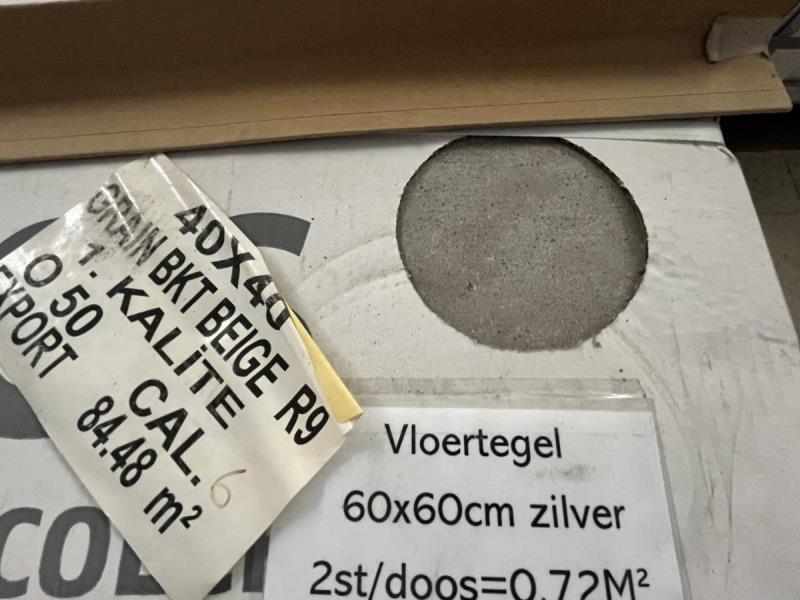 40X40
GRAIN BKT BEIGE R9
1. KALİTE
O 50 CAL. 6
EXPORT 84.48 m²
Vloertegel
60x60cm zilver
2st/doos=0.72M²